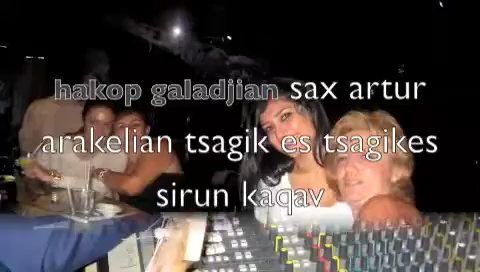 hakop galadjian sax artur
arakelian tsagik es tsagikes
sirun kaqav